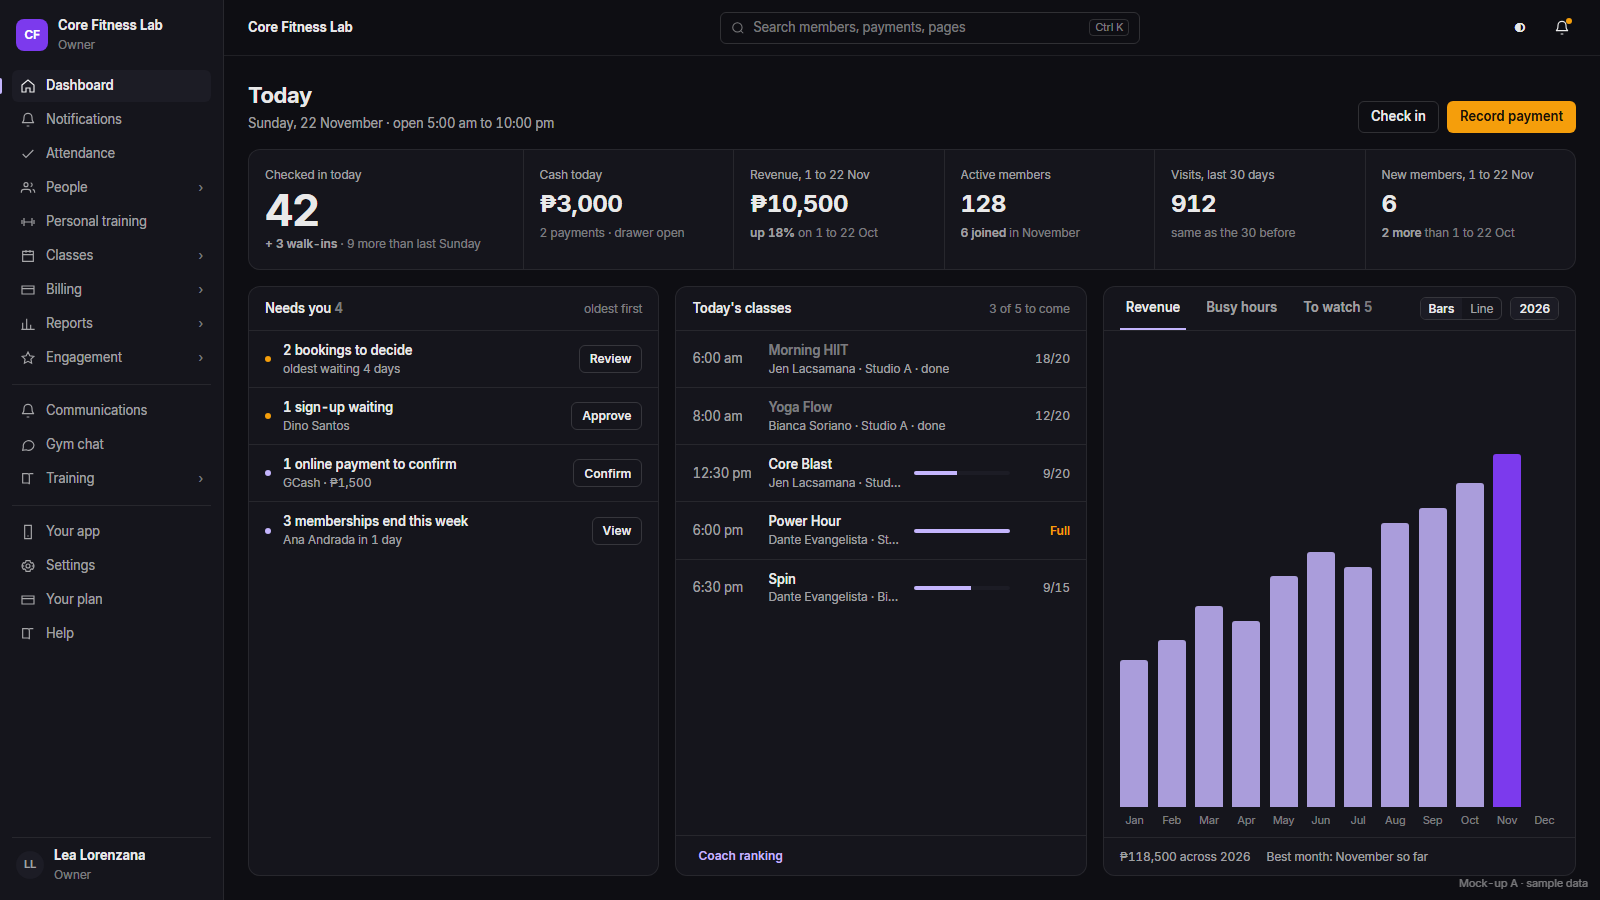 CF
Core Fitness Lab
Owner
Dashboard
Notifications
Attendance
People
Personal training
Classes
Billing
Reports
Engagement
Communications
Gym chat
Training
Your app
Settings
Your plan
Help
LL
Lea Lorenzana
Owner
Core Fitness Lab
Search members, payments, pages
Ctrl K
Today
Sunday, 22 November · open 5:00 am to 10:00 pm
Check in
Record payment
Checked in today
42
+ 3 walk-ins · 9 more than last Sunday
Cash today
₱3,000
2 payments · drawer open
Revenue, 1 to 22 Nov
₱10,500
up 18% on 1 to 22 Oct
Active members
128
6 joined in November
Visits, last 30 days
912
same as the 30 before
New members, 1 to 22 Nov
6
2 more than 1 to 22 Oct
Needs you 4
oldest first
2 bookings to decide
oldest waiting 4 days
Review
1 sign-up waiting
Dino Santos
Approve
1 online payment to confirm
GCash · ₱1,500
Confirm
3 memberships end this week
Ana Andrada in 1 day
View
Today's classes
3 of 5 to come
6:00 am
Morning HIIT
Jen Lacsamana · Studio A · done
18/20
8:00 am
Yoga Flow
Bianca Soriano · Studio A · done
12/20
12:30 pm
Core Blast
Jen Lacsamana · Stud...
9/20
6:00 pm
Power Hour
Dante Evangelista · St...
Full
6:30 pm
Spin
Dante Evangelista · Bi...
9/15
Coach ranking
Revenue
Busy hours
To watch 5
Bars
Line
2026
Jan Feb Mar Apr May Jun Jul Aug Sep Oct Nov Dec
₱118,500 across 2026
Best month: November so far
Mock-up A · sample data